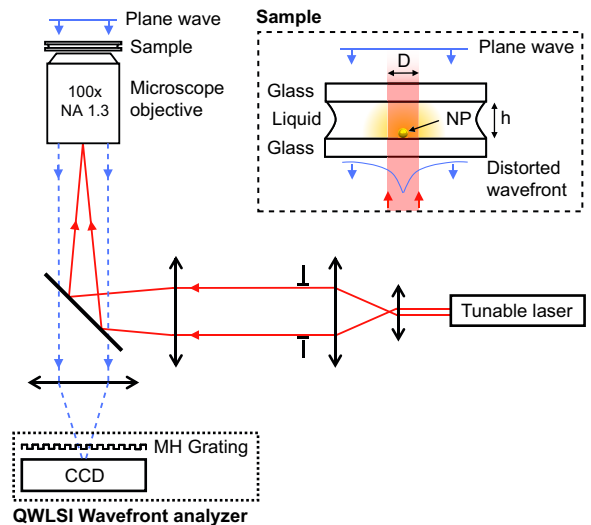 Plane wave
Sample
100x
NA 1.3
Microscope
objective
Sample
Plane wave
D
Glass
Liquid
NP
h
Glass
Distorted
wavefront
Tunable laser
MH Grating
CCD
QWLSI Wavefront analyzer